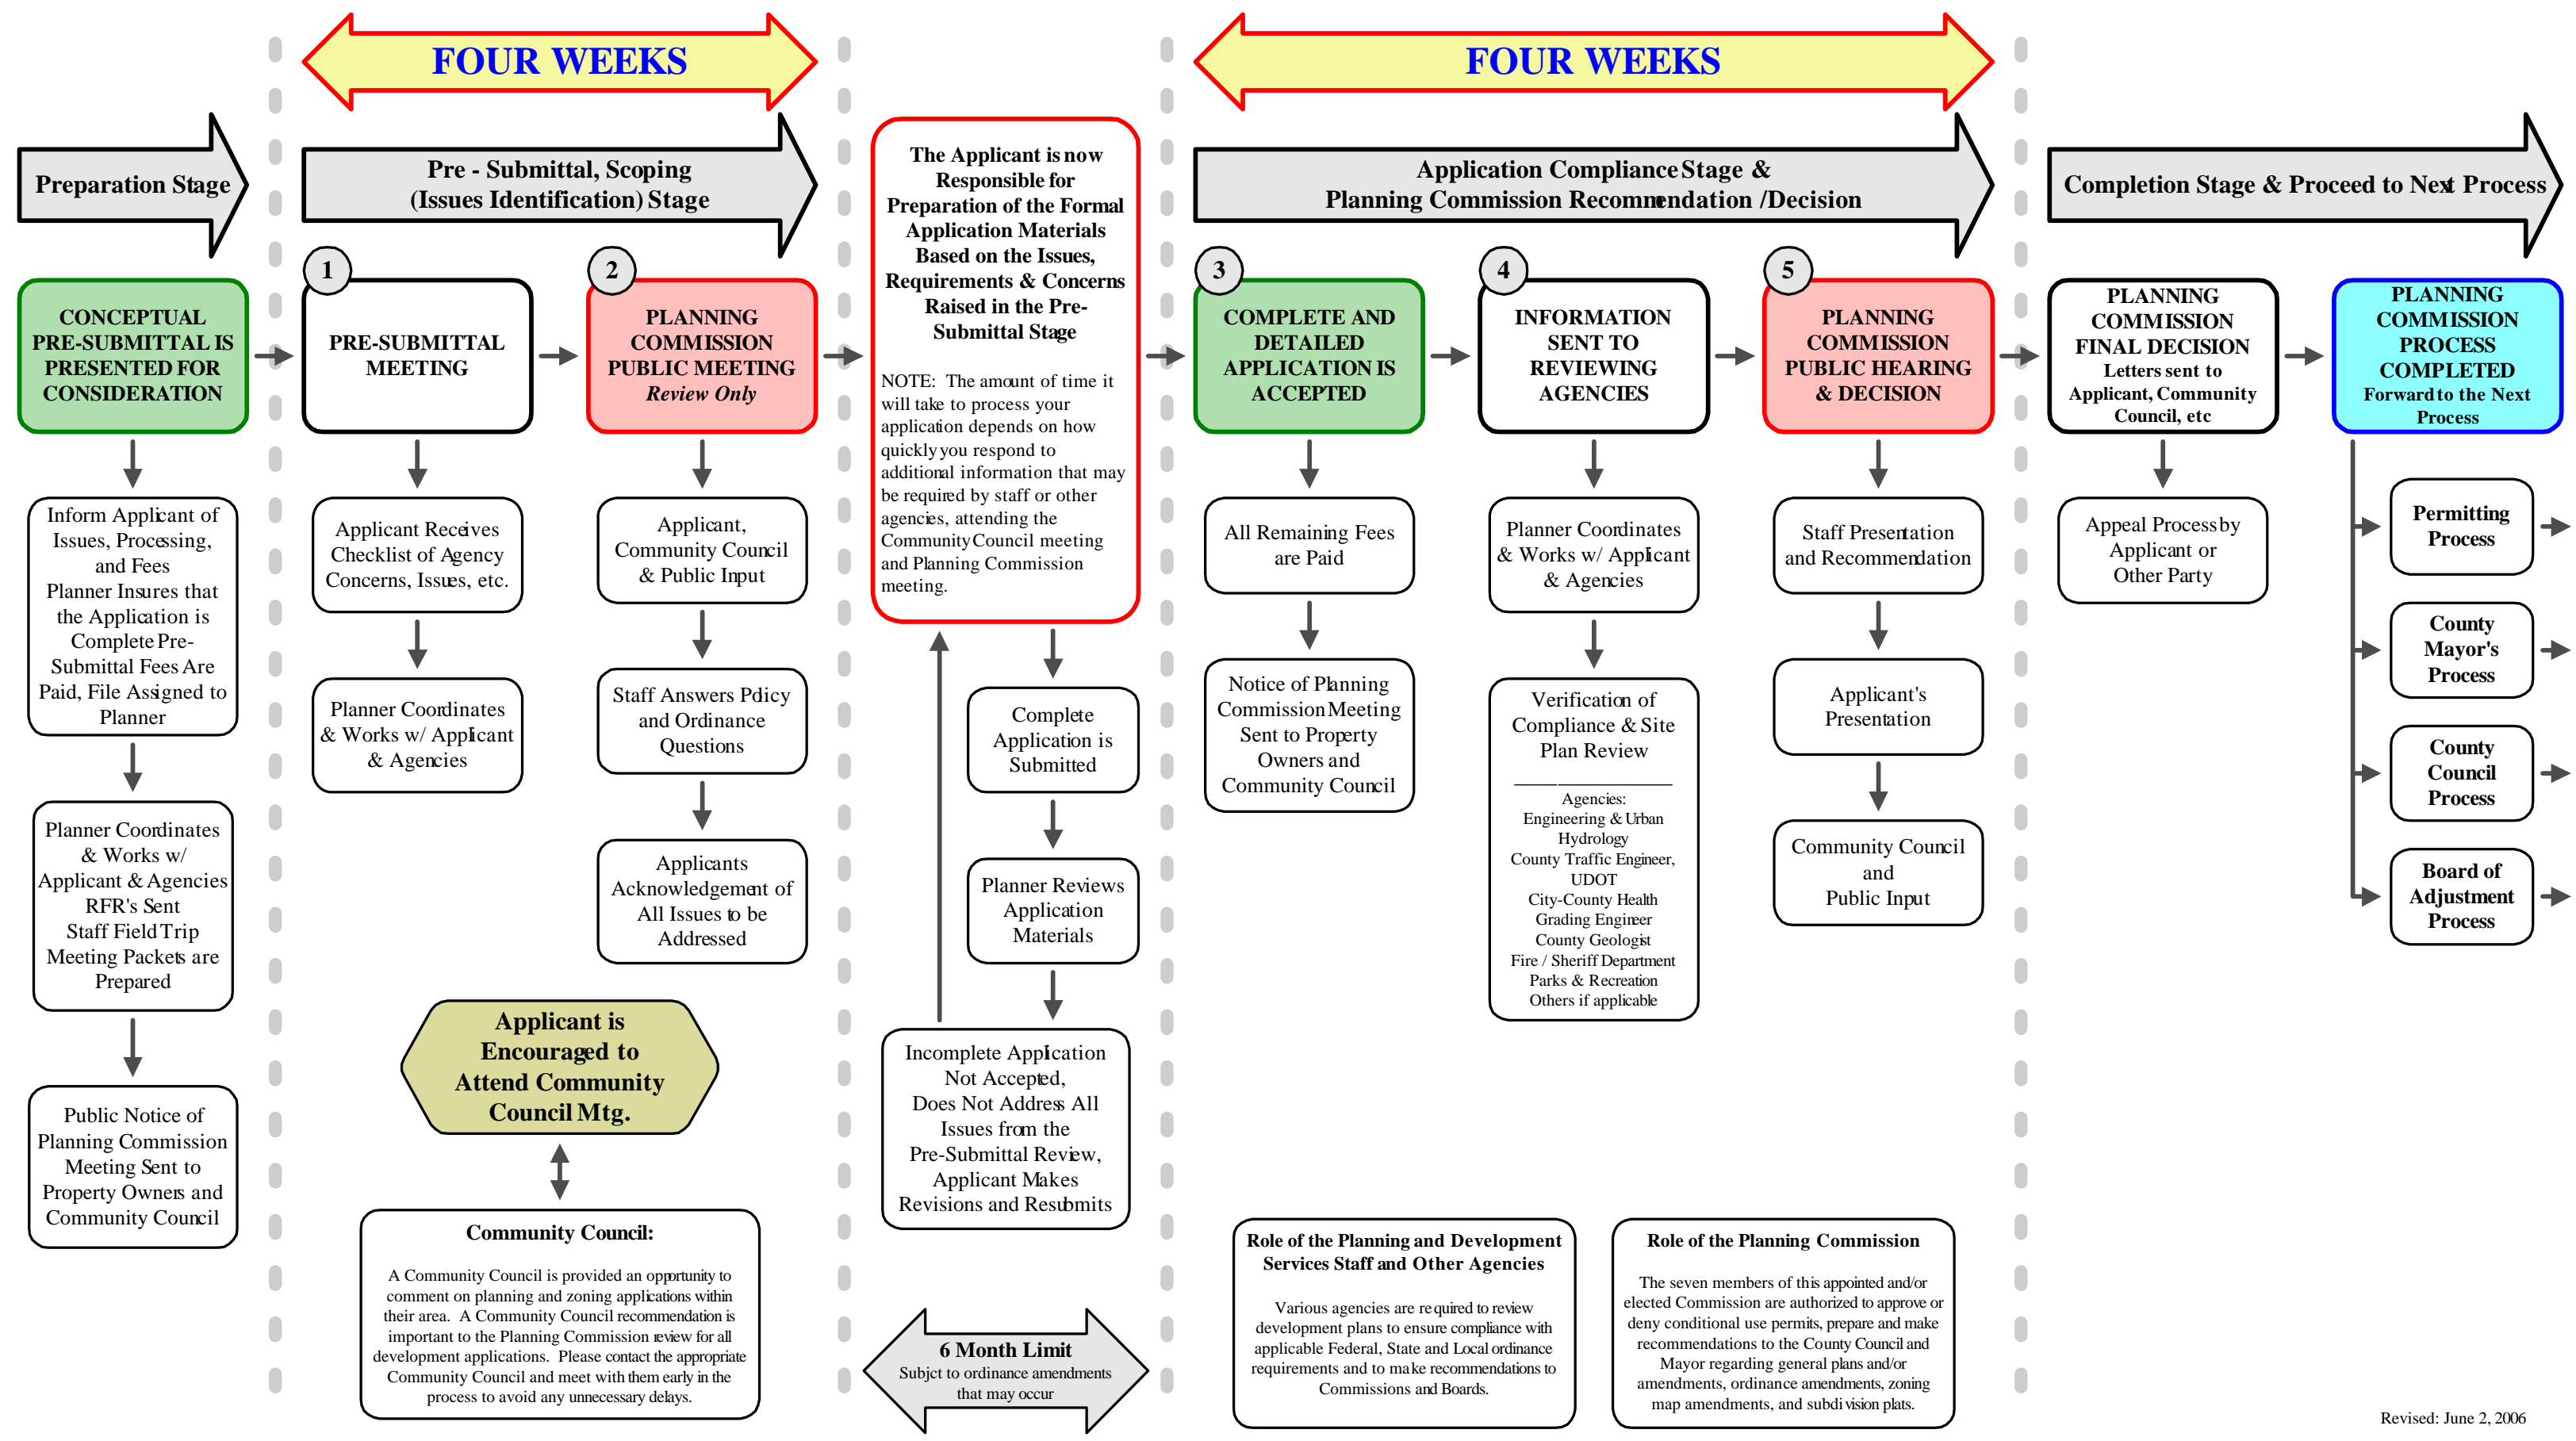 FOUR WEEKS
FOUR WEEKS
Preparation Stage
Pre - Submittal, Scoping
(Issues Identification) Stage
Application Compliance Stage &
Planning Commission Recommendation /Decision
Completion Stage & Proceed to Next Process
CONCEPTUAL
PRE-SUBMITTAL IS
PRESENTED FOR
CONSIDERATION
Inform Applicant of
Issues, Processing,
and Fees
Planner Insures that
the Application is
Complete Pre-
Submittal Fees Are
Paid, File Assigned to
Planner
Planner Coordinates
& Works w/
Applicant & Agencies
RFR's Sent
Staff Field Trip
Meeting Packets are
Prepared
Public Notice of
Planning Commission
Meeting Sent to
Property Owners and
Community Council
1
PRE-SUBMITTAL
MEETING
Applicant Receives
Checklist of Agency
Concerns, Issues, etc.
Planner Coordinates
& Works w/ Applicant
& Agencies
2
PLANNING
COMMISSION
PUBLIC MEETING
Review Only
Applicant,
Community Council
& Public Input
Staff Answers Policy
and Ordinance
Questions
Applicants
Acknowledgement of
All Issues to be
Addressed
Applicant is
Encouraged to
Attend Community
Council Mtg.
Community Council:
A Community Council is provided an opportunity to
comment on planning and zoning applications within
their area. A Community Council recommendation is
important to the Planning Commission review for all
development applications. Please contact the appropriate
Community Council and meet with them early in the
process to avoid any unnecessary delays.
The Applicant is now
Responsible for
Preparation of the Formal
Application Materials
Based on the Issues,
Requirements & Concerns
Raised in the Pre-
Submittal Stage
NOTE: The amount of time it
will take to process your
application depends on how
quickly you respond to
additional information that may
be required by staff or other
agencies, attending the
Community Council meeting
and Planning Commission
meeting.
Complete
Application is
Submitted
Planner Reviews
Application
Materials
Incomplete Application
Not Accepted,
Does Not Address All
Issues from the
Pre-Submittal Review,
Applicant Makes
Revisions and Resubmits
6 Month Limit
Subjct to ordinance amendments
that may occur
3
COMPLETE AND
DETAILED
APPLICATION IS
ACCEPTED
All Remaining Fees
are Paid
Notice of Planning
Commission Meeting
Sent to Property
Owners and
Community Council
4
INFORMATION
SENT TO
REVIEWING
AGENCIES
Planner Coordinates
& Works w/ Applicant
& Agencies
Verification of
Compliance & Site
Plan Review
Agencies:
Engineering & Urban
Hydrology
County Traffic Engineer,
UDOT
City-County Health
Grading Engineer
County Geologist
Fire / Sheriff Department
Parks & Recreation
Others if applicable
5
PLANNING
COMMISSION
PUBLIC HEARING
& DECISION
Staff Presentation
and Recommendation
Applicant's
Presentation
Community Council
and
Public Input
Role of the Planning and Development
Services Staff and Other Agencies
Various agencies are required to review
development plans to ensure compliance with
applicable Federal, State and Local ordinance
requirements and to make recommendations to
Commissions and Boards.
Role of the Planning Commission
The seven members of this appointed and/or
elected Commission are authorized to approve or
deny conditional use permits, prepare and make
recommendations to the County Council and
Mayor regarding general plans and/or
amendments, ordinance amendments, zoning
map amendments, and subdivision plats.
PLANNING
COMMISSION
FINAL DECISION
Letters sent to
Applicant, Community
Council, etc
Appeal Process by
Applicant or
Other Party
PLANNING
COMMISSION
PROCESS
COMPLETED
Forward to the Next
Process
Permitting
Process
County
Mayor's
Process
County
Council
Process
Board of
Adjustment
Process
Revised: June 2, 2006